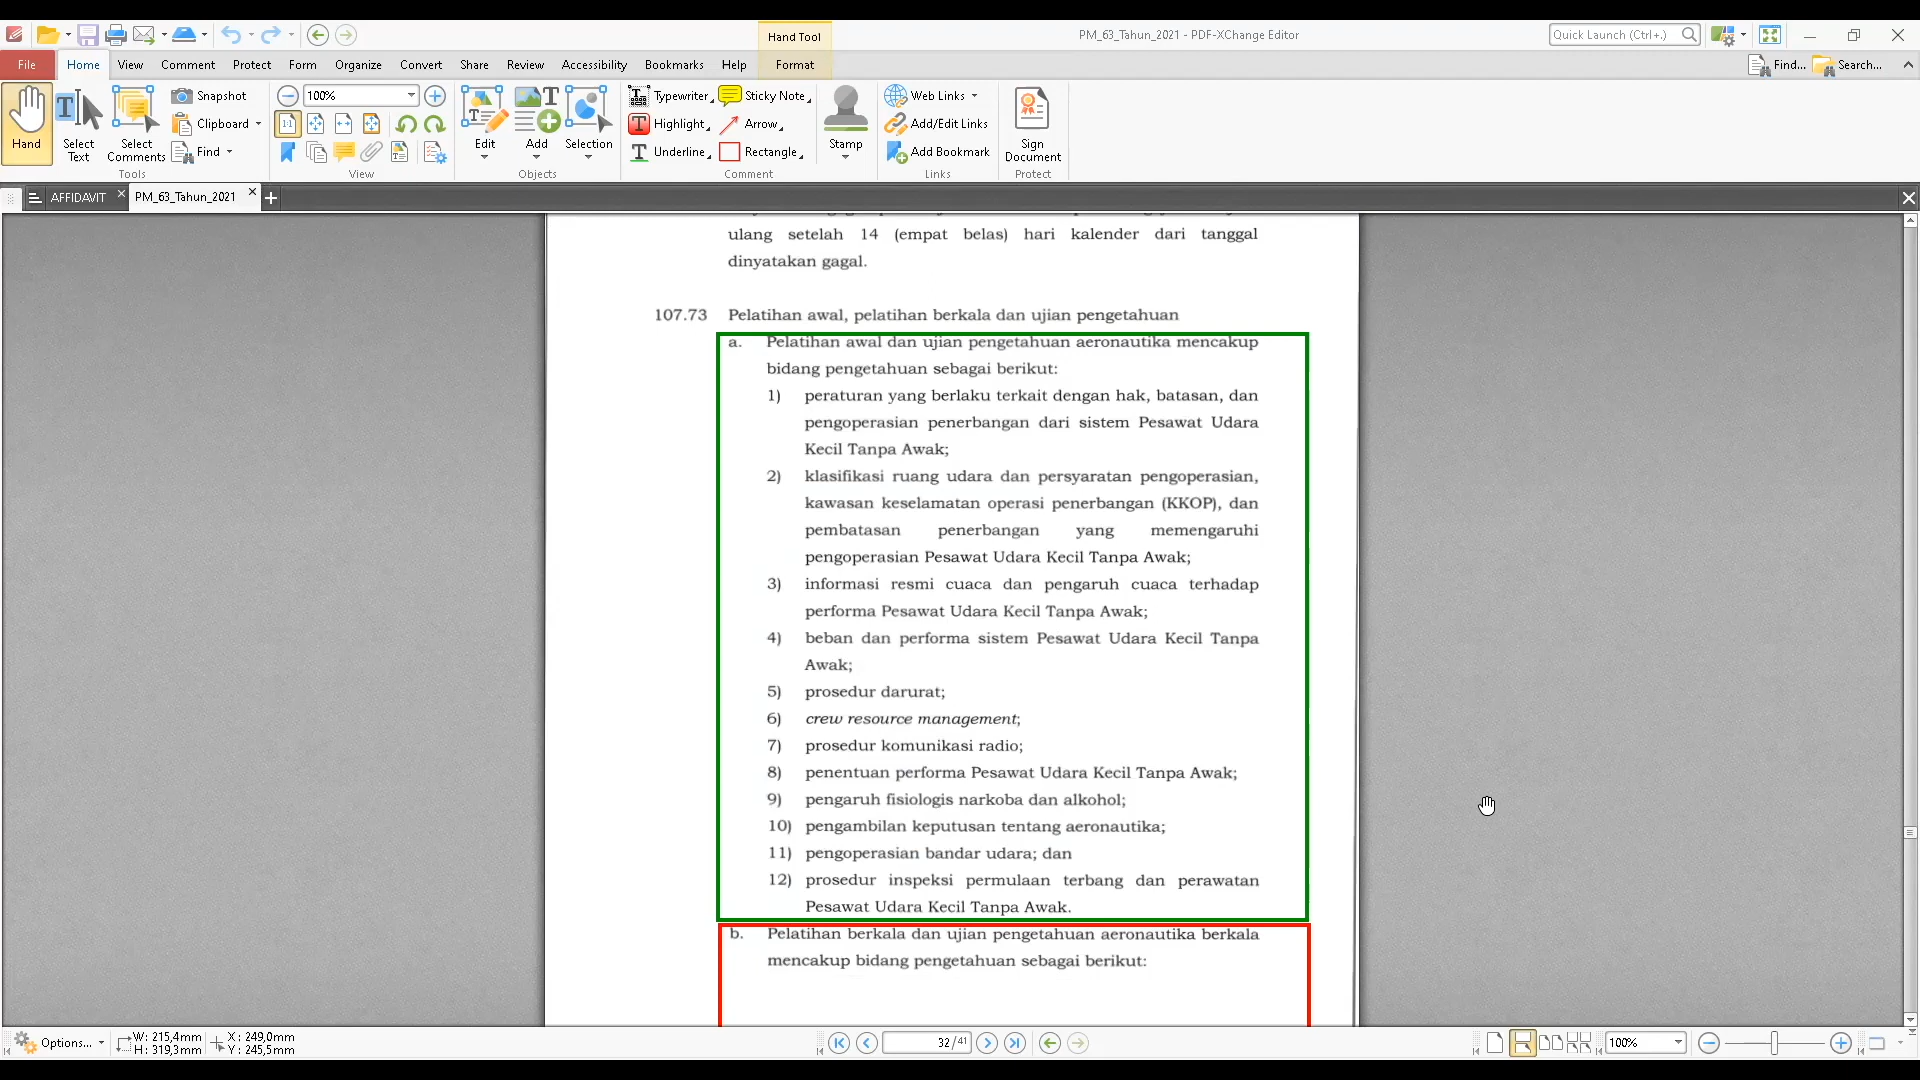 Hand Tool
PM_63_Tahun_2021 - PDF-XChange Editor
Quick Launch (Ctrl+.)
File Home View Comment Protect Form Organize Convert Share Review Accessibility Bookmarks Help Format
Find... Search...
Hand
Select Text
Select Comments
Snapshot
Clipboard
Find
Tools
100%
View
Edit
Add
Selection
Objects
Typewriter
Sticky Note
Highlight
Arrow
Underline
Rectangle
Stamp
Comment
Web Links
Add/Edit Links
Add Bookmark
Links
Sign Document
Protect
AFFIDAVIT
PM_63_Tahun_2021
ulang setelah 14 (empat belas) hari kalender dari tanggal
dinyatakan gagal.
107.73 Pelatihan awal, pelatihan berkala dan ujian pengetahuan
a. Pelatihan awal dan ujian pengetahuan aeronautika mencakup
bidang pengetahuan sebagai berikut:
1) peraturan yang berlaku terkait dengan hak, batasan, dan
pengoperasian penerbangan dari sistem Pesawat Udara
Kecil Tanpa Awak;
2) klasifikasi ruang udara dan persyaratan pengoperasian,
kawasan keselamatan operasi penerbangan (KKOP), dan
pembatasan penerbangan yang memengaruhi
pengoperasian Pesawat Udara Kecil Tanpa Awak;
3) informasi resmi cuaca dan pengaruh cuaca terhadap
performa Pesawat Udara Kecil Tanpa Awak;
4) beban dan performa sistem Pesawat Udara Kecil Tanpa
Awak;
5) prosedur darurat;
6) crew resource management;
7) prosedur komunikasi radio;
8) penentuan performa Pesawat Udara Kecil Tanpa Awak;
9) pengaruh fisiologis narkoba dan alkohol;
10) pengambilan keputusan tentang aeronautika;
11) pengoperasian bandar udara; dan
12) prosedur inspeksi permulaan terbang dan perawatan
Pesawat Udara Kecil Tanpa Awak.
b. Pelatihan berkala dan ujian pengetahuan aeronautika berkala
mencakup bidang pengetahuan sebagai berikut:
Options...
W: 215,4mm
H: 319,3mm
X: 249,0mm
Y: 245,5mm
32 / 41
100%